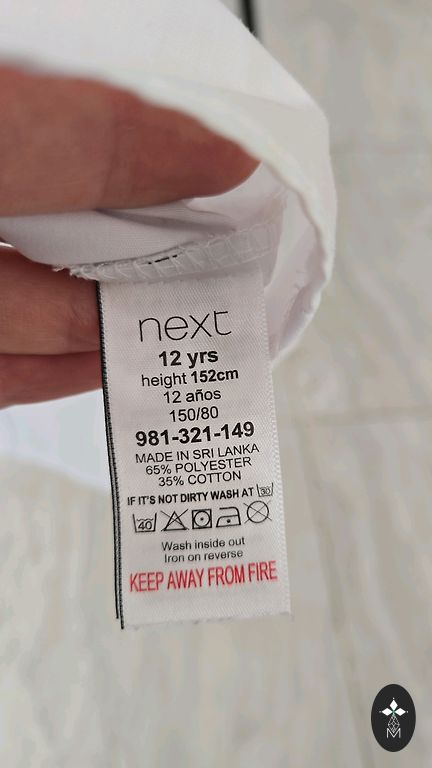 next
12 yrs
height 152cm
12 años
150/80
981-321-149
MADE IN SRI LANKA
65% POLYESTER
35% COTTON
IF IT'S NOT DIRTY WASH AT 30
40
Wash inside out
Iron on reverse
KEEP AWAY FROM FIRE
M